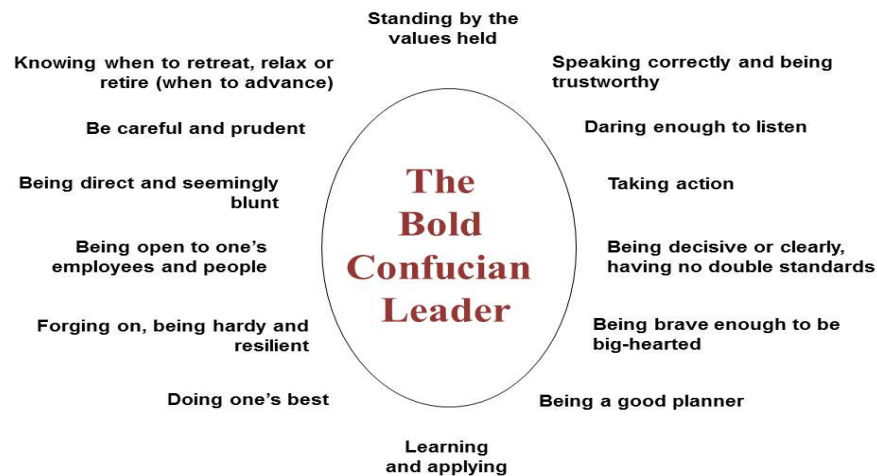 Standing by the
values held
Speaking correctly and being
trustworthy
Daring enough to listen
Taking action
Being decisive or clearly,
having no double standards
Being brave enough to be
big-hearted
Being a good planner
Learning
and applying
Doing one's best
Forging on, being hardy and
resilient
Being open to one's
employees and people
Being direct and seemingly
blunt
Be careful and prudent
Knowing when to retreat, relax or
retire (when to advance)
The
Bold
Confucian
Leader